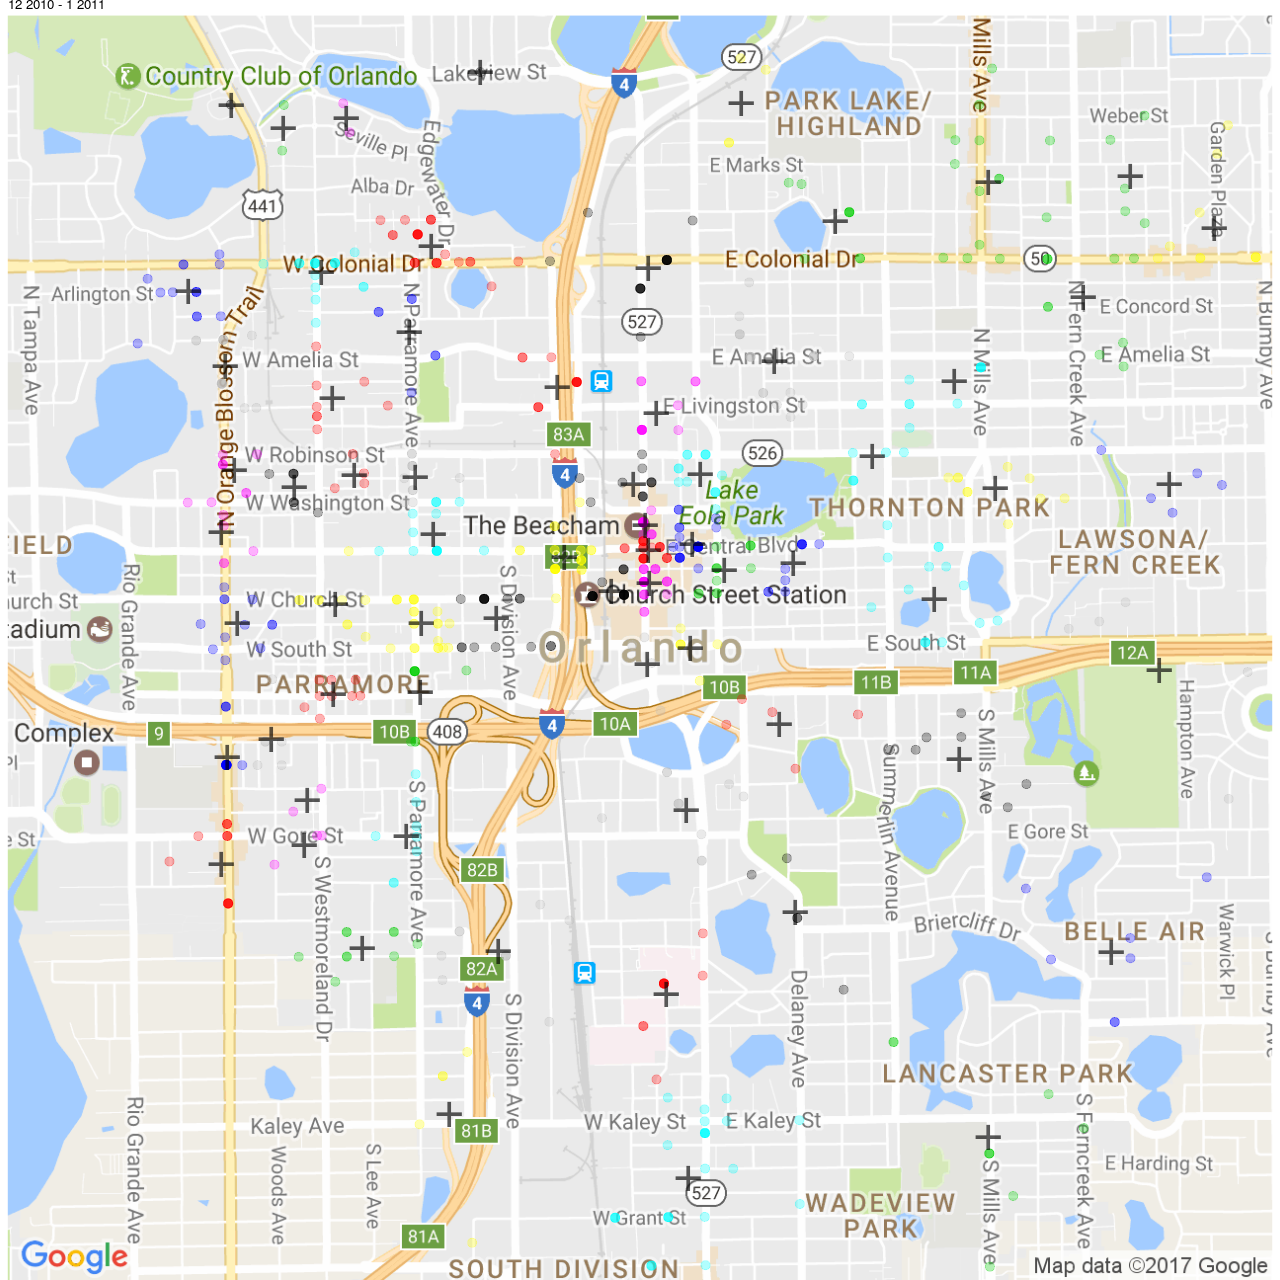 12 2010 - 1 2011
527
4
Mills Ave
Country Club of Orlando
Lakeview St
PARK LAKE/
HIGHLAND
Weber St
Garden Plaza
Seville Pl
Edgewater Dr
E Marks St
Alba Dr
441
W Colonial Dr
E Colonial Dr
50
Arlington St
N Tampa Ave
N Orange Blossom Trail
N Paramore Ave
527
N Mills Ave
N Fern Creek Ave
E Concord St
N Bumby Ave
W Amelia St
E Amelia St
E Amelia St
E Livingston St
83A
W Robinson St
526
4
W Washington St
Lake
Eola Park
THORNTON PARK
The Beacham
FIELD
E Central Blvd
LAWSONA/
FERN CREEK
S Division Ave
Rio Grande Ave
W Church St
Church Street Station
tadium
W South St
Orlando
E South St
12A
11A
11B
10B
PARRAMORE
Hampton Ave
9
10B
408
4
10A
Complex
S Mills Ave
Summerlin Avenue
S Parramore Ave
W Gore St
E Gore St
S Westmoreland Dr
82B
Briercliff Dr
BELLE AIR
Warwick Pl
82A
4
S Division Ave
Delaney Ave
LANCASTER PARK
Rio Grande Ave
Kaley Ave
81B
W Kaley St
E Kaley St
S Ferncreek Ave
Woods Ave
S Lee Ave
E Harding St
S Mills Ave
527
WADEVIEW
PARK
W Grant St
81A
Google
SOUTH DIVISION
Map data ©2017 Google